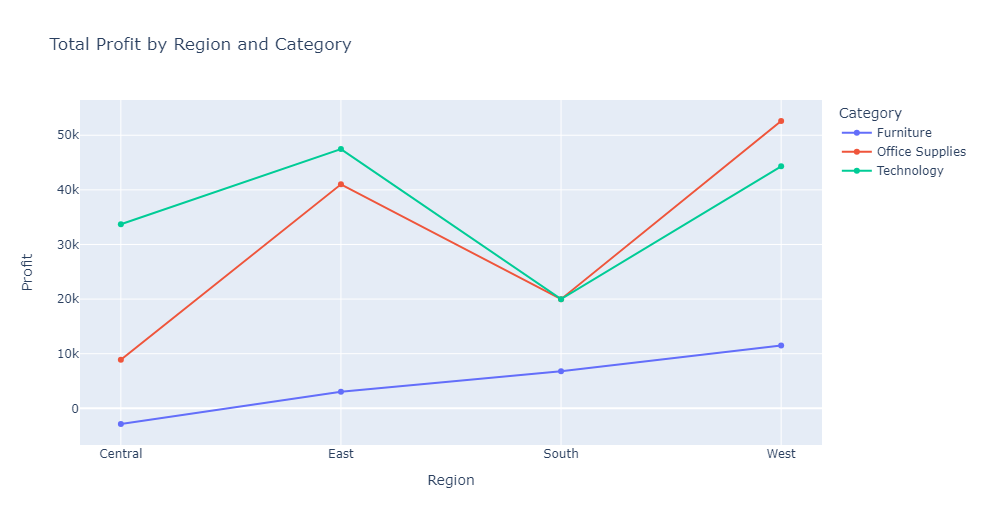 Total Profit by Region and Category
Category
Furniture
Office Supplies
Technology
Profit
50k
40k
30k
20k
10k
0
Central East South West
Region